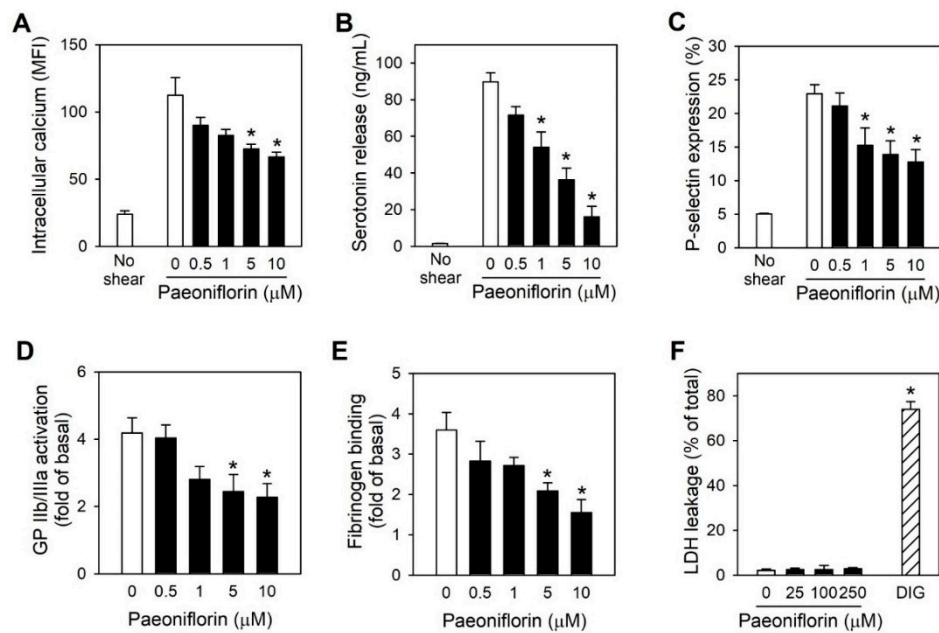 A
Intracellular calcium (MFI)
150
100
50
0
*
*
No
shear
0 0.5 1 5 10
Paeoniflorin (μM)
B
Serotonin release (ng/mL)
100
80
60
40
20
0
*
*
*
No
shear
0 0.5 1 5 10
Paeoniflorin (μM)
C
P-selectin expression (%)
30
25
20
15
10
5
0
* * *
No
shear
0 0.5 1 5 10
Paeoniflorin (μM)
D
GP IIb/IIIa activation
(fold of basal)
6
4
2
0
* *
0 0.5 1 5 10
Paeoniflorin (μM)
E
Fibrinogen binding
(fold of basal)
5
4
3
2
1
0
*
*
0 0.5 1 5 10
Paeoniflorin (μM)
F
LDH leakage (% of total)
80
60
40
20
0
*
0 25 100 250 DIG
Paeoniflorin (μM)